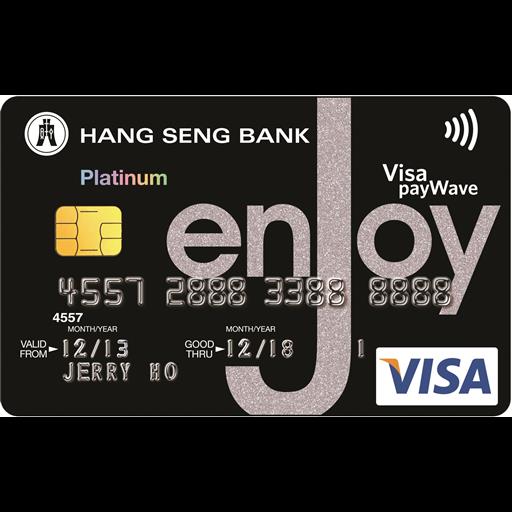 HANG SENG BANK
Platinum
Visa
payWave
enJoy
4557 2888 3388 8888
4557
MONTH/YEAR MONTH/YEAR
VALID FROM 12/13 GOOD THRU 12/18 1
JERRY HO
VISA